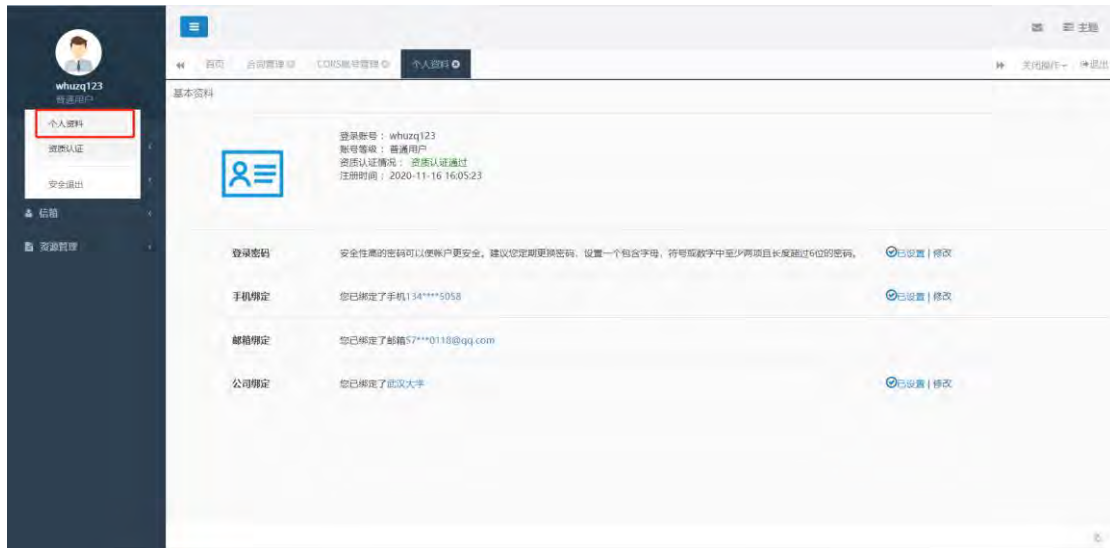 主题
首页
合同管理
CORS账号管理
个人资料
关闭操作
退出
whuzq123
普通用户
个人资料
资质认证
安全退出
信箱
资源管理
基本资料
登录账号： whuzq123
账号等级： 普通用户
资质认证情况： 资质认证通过
注册时间： 2020-11-16 16:05:23
登录密码 安全性高的密码可以使帐户更安全。建议您定期更换密码，设置一个包含字母，符号或数字中至少两项且长度超过6位的密码。 已设置 | 修改
手机绑定 您已绑定了手机134****5058 已设置 | 修改
邮箱绑定 您已绑定了邮箱57***0118@qq.com
公司绑定 您已绑定了武汉大学 已设置 | 修改